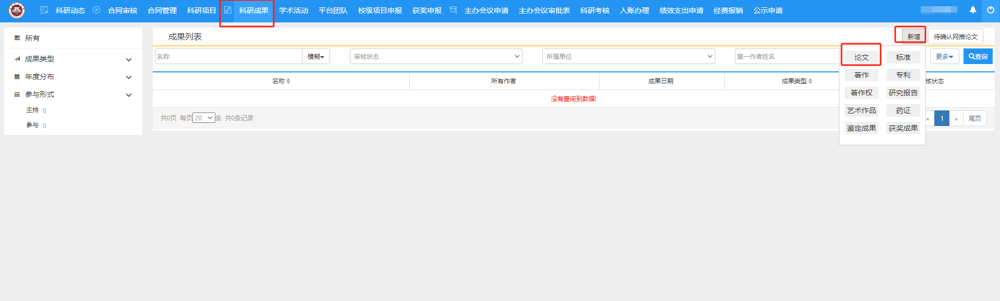 科研动态 合同审核 合同管理 科研项目 科研成果 学术活动 平台团队 校级项目申报 获奖申报 主办会议申请 主办会议审批表 科研考核 入账办理 绩效支出申请 经费报销 公示申请
所有
成果类型
年度分布
参与形式
主持 0
参与 0
成果列表 新增 待确认网推论文
名称 模糊 审核状态 所属单位 第一作者姓名 更多 查询
名称 所有作者 成果日期 成果类型 核状态
没有查询到数据!
共0页 每页 20 条 共0条记录 « 1 » 尾页
论文 标准
著作 专利
著作权 研究报告
艺术作品 药证
鉴定成果 获奖成果